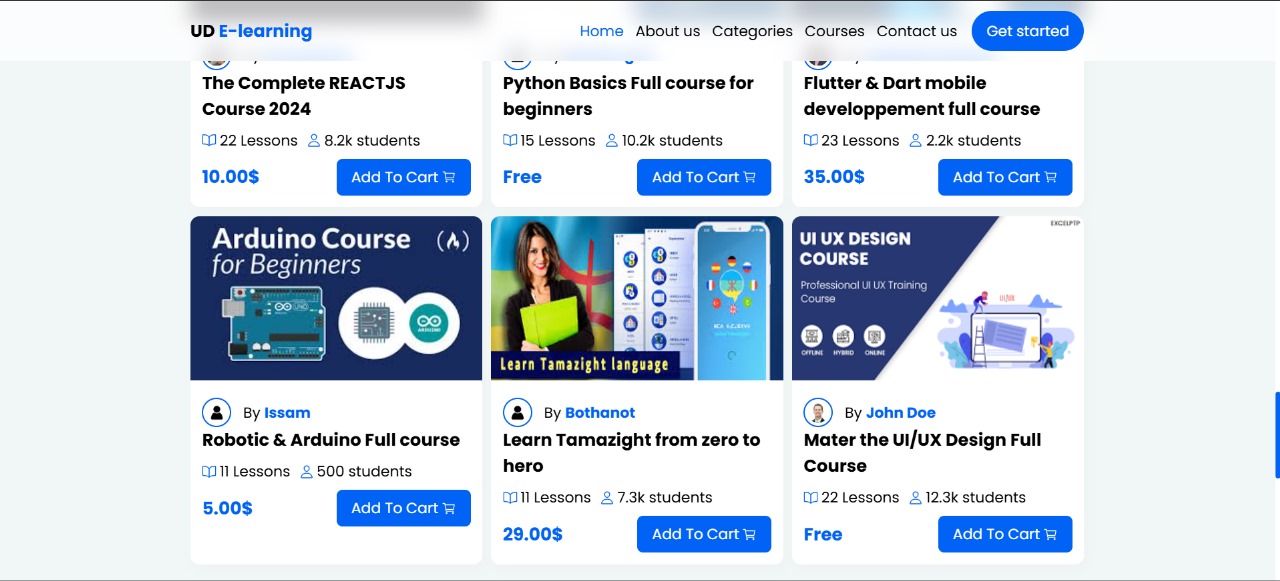 UD E-learning
Home About us Categories Courses Contact us Get started
The Complete REACTJS
Course 2024
22 Lessons 8.2k students
10.00$ Add To Cart
Python Basics Full course for
beginners
15 Lessons 10.2k students
Free Add To Cart
Flutter & Dart mobile
developpement full course
23 Lessons 2.2k students
35.00$ Add To Cart
Arduino Course
for Beginners
ARDUINO
By Issam
Robotic & Arduino Full course
11 Lessons 500 students
5.00$ Add To Cart
Learn Tamazight language
By Bothanot
Learn Tamazight from zero to
hero
11 Lessons 7.3k students
29.00$ Add To Cart
EXCELPTP
UI UX DESIGN
COURSE
Professional UI UX Training
Course
UI/UX
OFFLINE HYBRID ONLINE
By John Doe
Mater the UI/UX Design Full
Course
22 Lessons 12.3k students
Free Add To Cart